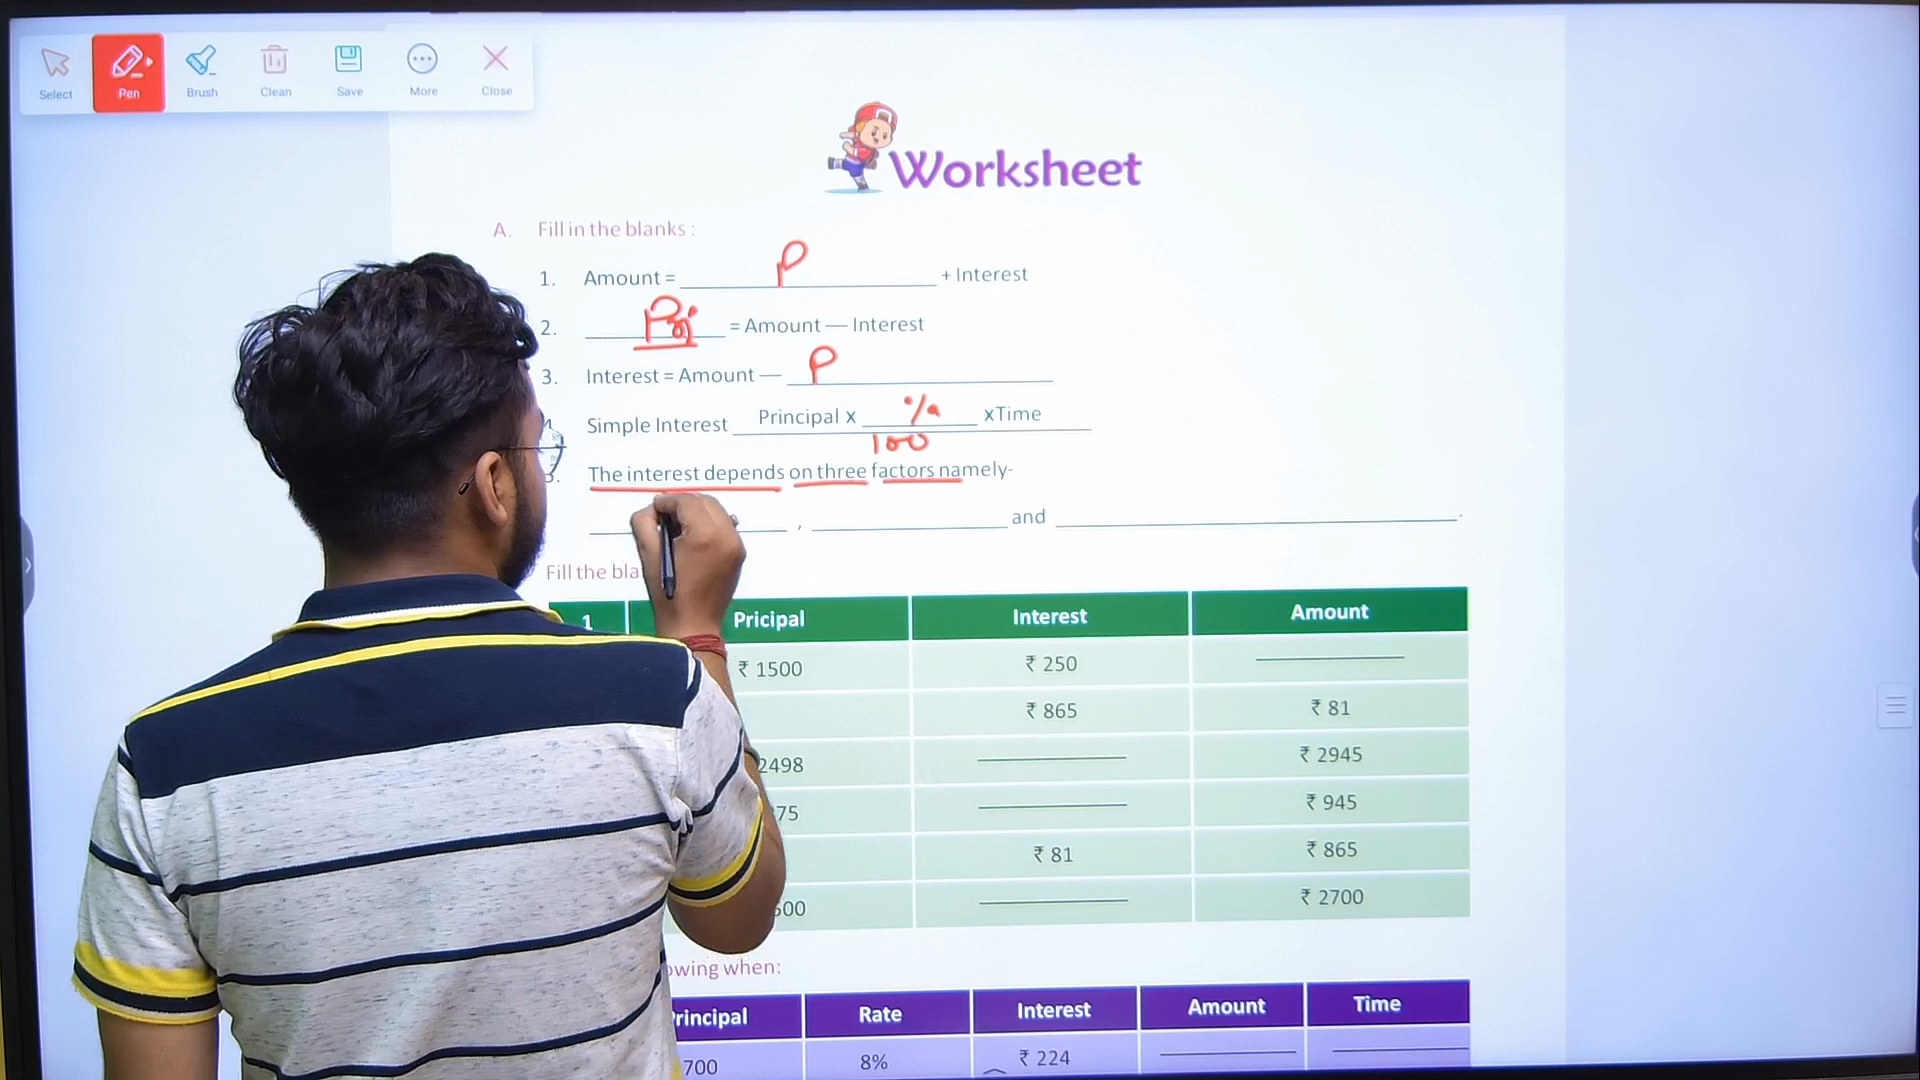 Select Pen Brush Clean Save More Close
Worksheet
A. Fill in the blanks :
1. Amount = P + Interest
2. Pri = Amount — Interest
3. Interest = Amount — P
Simple Interest Principal x % xTime
100
The interest depends on three factors namely-
, and .
Fill the bla
1 Pricipal Interest Amount
₹ 1500 ₹ 250
₹ 865 ₹ 81
2498 ₹ 2945
75 ₹ 945
₹ 81 ₹ 865
00 ₹ 2700
owing when:
Principal Rate Interest Amount Time
700 8% ₹ 224